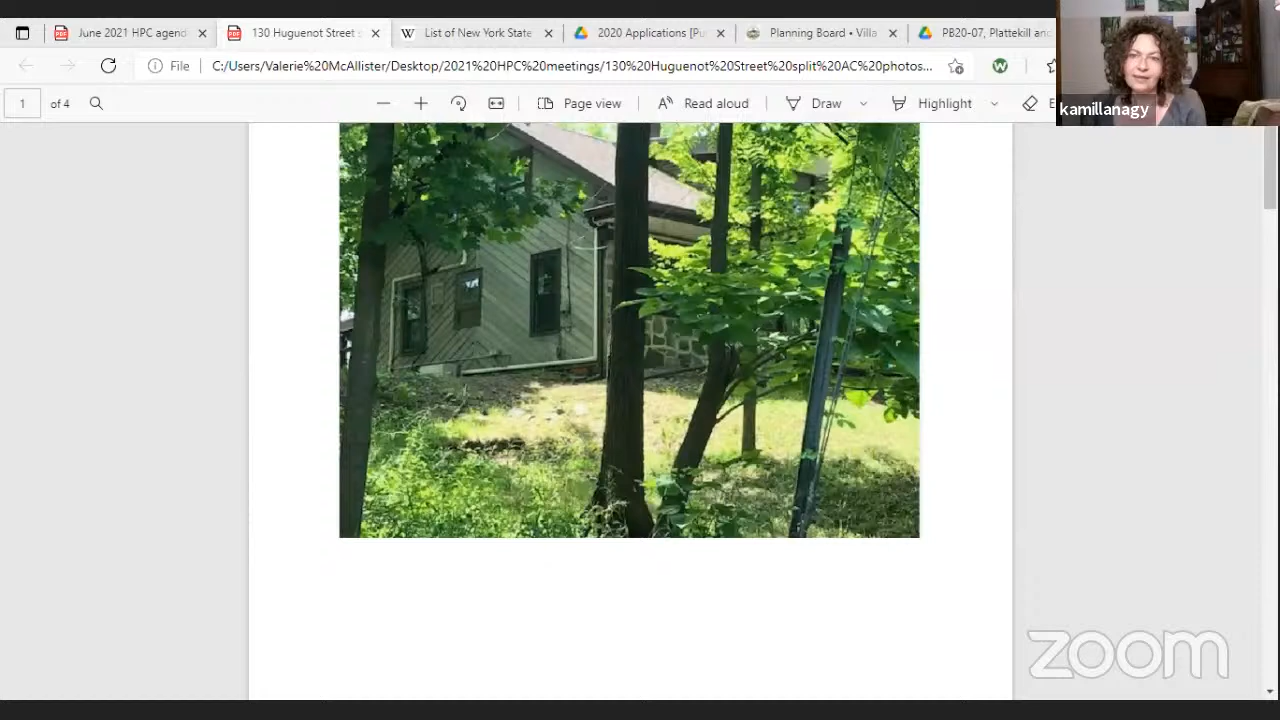 June 2021 HPC agend
130 Huguenot Street
List of New York State
2020 Applications [Pu
Planning Board • Villa
PB20-07, Plattekill and
File
C:/Users/Valerie%20McAllister/Desktop/2021%20HPC%20meetings/130%20Huguenot%20Street%20split%20AC%20photos...
1 of 4
Page view
Read aloud
Draw
Highlight
E
kamillanagy
zoom